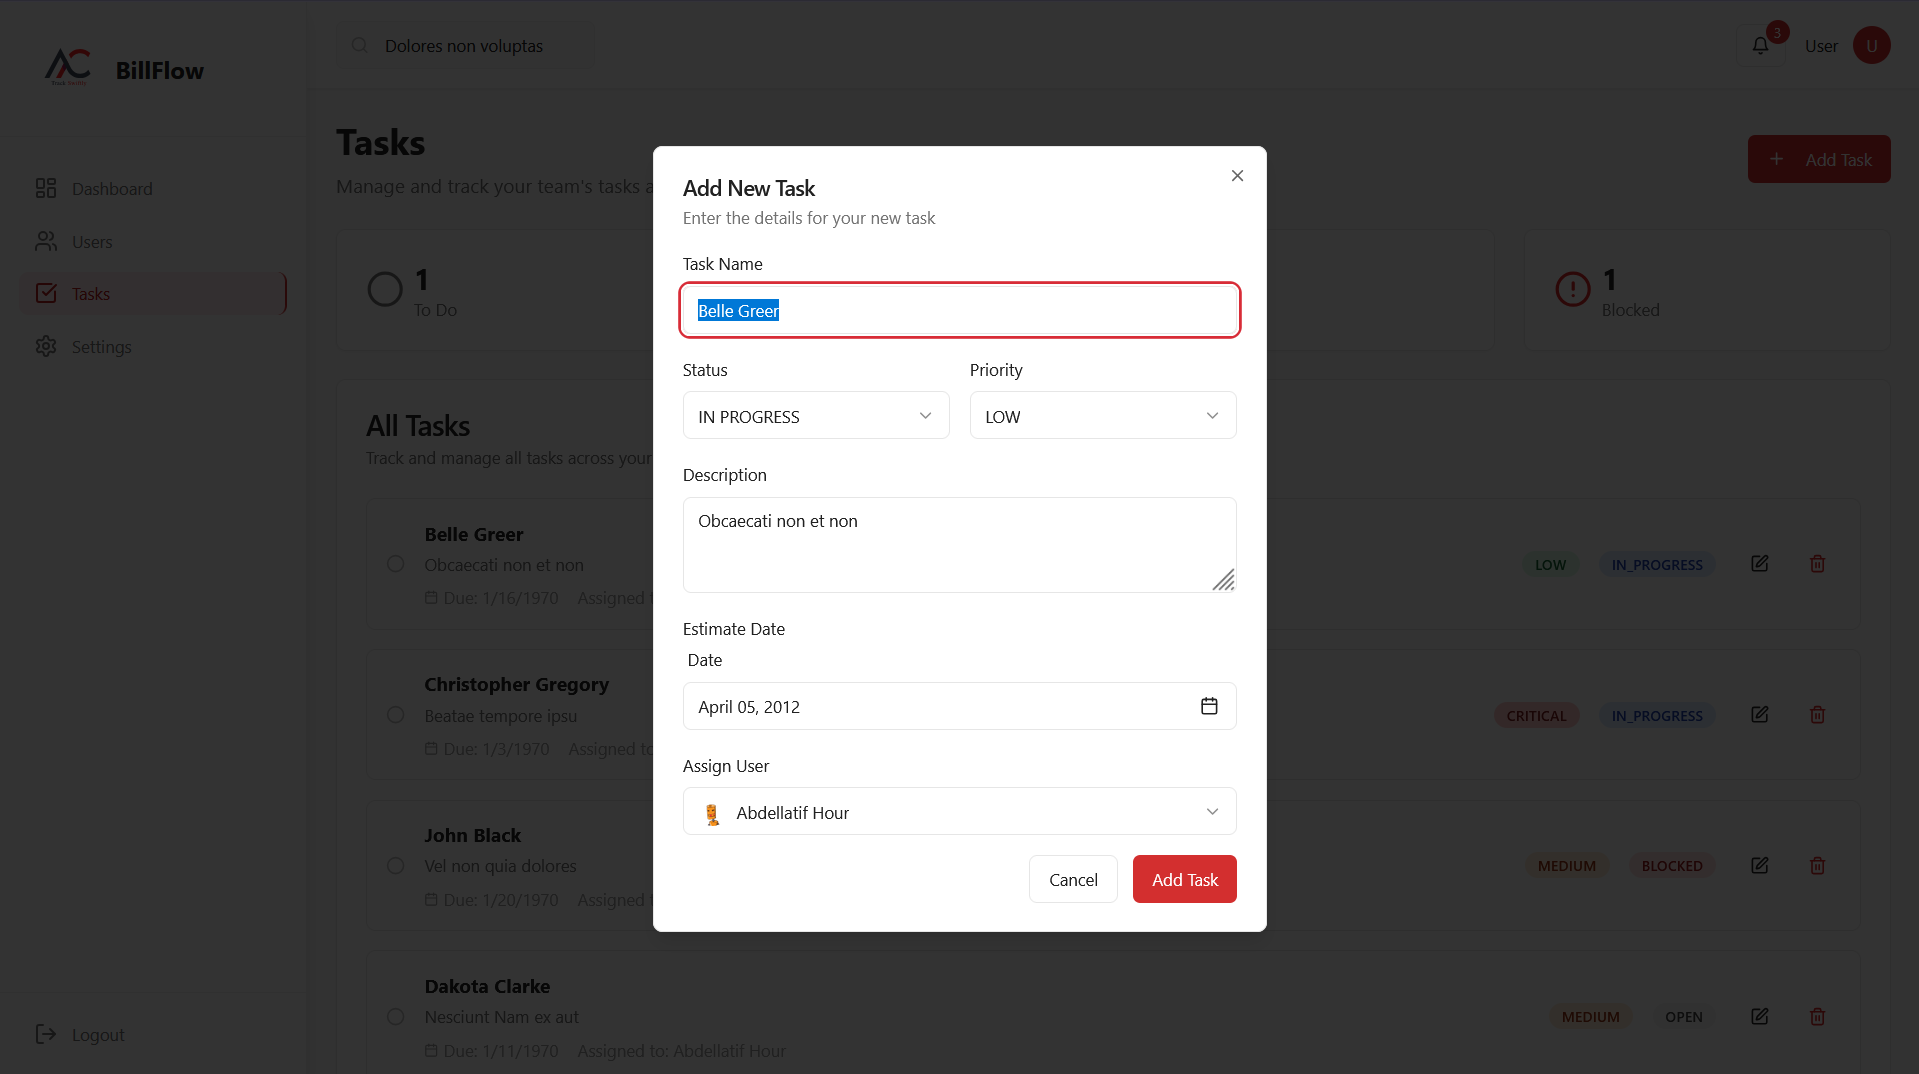 BillFlow
Dolores non voluptas
3
User
U
Dashboard
Users
Tasks
Settings
Logout
Tasks
Manage and track your team's tasks a
Add Task
1
To Do
1
Blocked
All Tasks
Track and manage all tasks across your
Belle Greer
Obcaecati non et non
Due: 1/16/1970 Assigned
LOW
IN_PROGRESS
Christopher Gregory
Beatae tempore ipsu
Due: 1/3/1970 Assigned to
CRITICAL
IN_PROGRESS
John Black
Vel non quia dolores
Due: 1/20/1970 Assigned
MEDIUM
BLOCKED
Dakota Clarke
Nesciunt Nam ex aut
Due: 1/11/1970 Assigned to: Abdellatif Hour
MEDIUM
OPEN
Add New Task
Enter the details for your new task
Task Name
Belle Greer
Status
Priority
IN PROGRESS
LOW
Description
Obcaecati non et non
Estimate Date
Date
April 05, 2012
Assign User
Abdellatif Hour
Cancel
Add Task